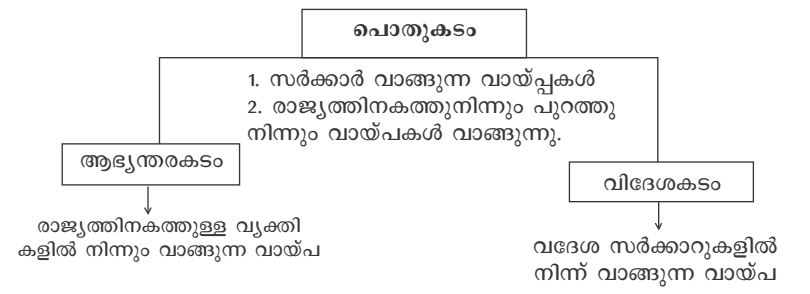 പൊതുകടം
1. സർക്കാർ വാങ്ങുന്ന വായ്പ്പകൾ
2. രാജ്യത്തിനകത്തുനിന്നും പുറത്തു
നിന്നും വായ്പകൾ വാങ്ങുന്നു.
ആഭ്യന്തരകടം
രാജ്യത്തിനകത്തുള്ള വ്യക്തി
കളിൽ നിന്നും വാങ്ങുന്ന വായ്പ
വിദേശകടം
വദേശ സർക്കാറുകളിൽ
നിന്ന് വാങ്ങുന്ന വായ്പ